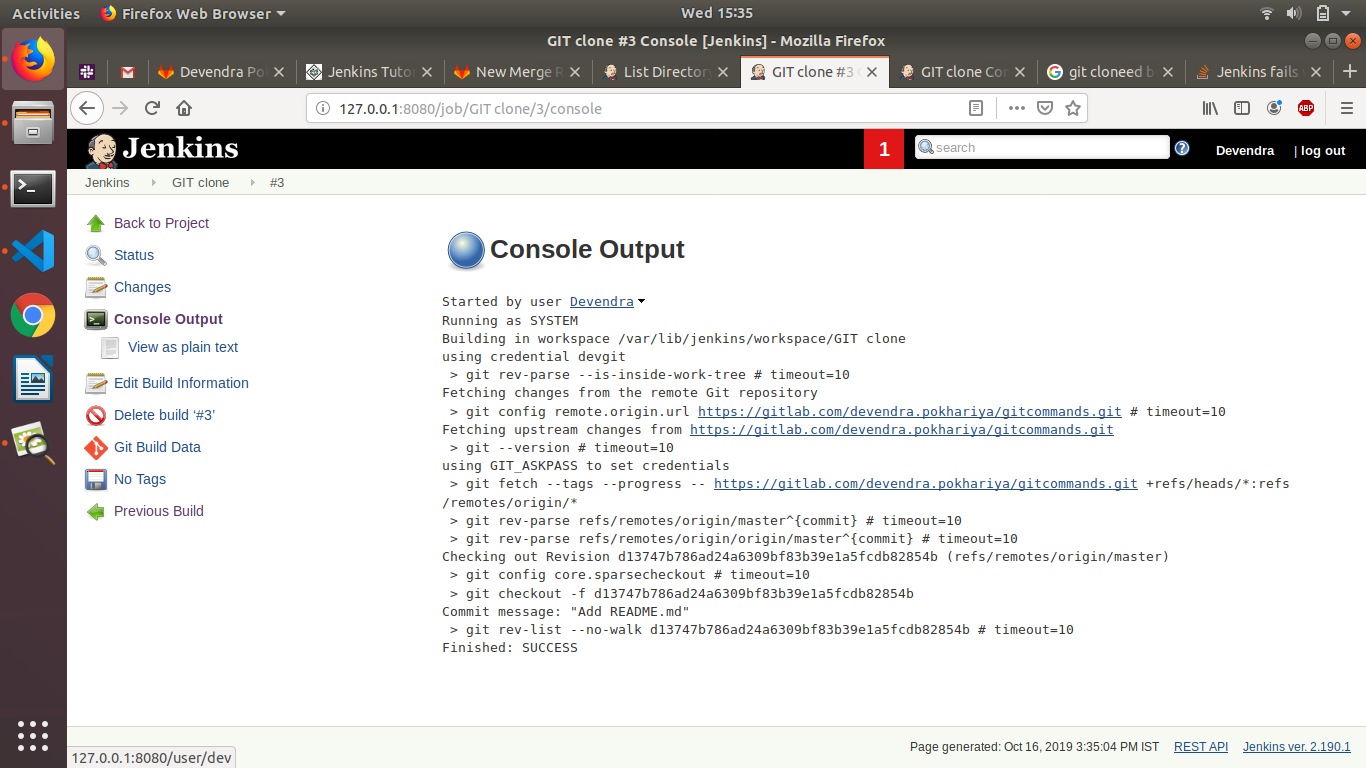 Activities
Firefox Web Browser
Wed 15:35
GIT clone #3 Console [Jenkins] - Mozilla Firefox
Devendra Po
Jenkins Tutor
New Merge R
List Directory
GIT clone #3 C
GIT clone Con
git cloneed b
Jenkins fails
127.0.0.1:8080/job/GIT clone/3/console
ABP
Jenkins
1
search
Devendra
| log out
Jenkins
GIT clone
#3
Back to Project
Status
Changes
Console Output
View as plain text
Edit Build Information
Delete build ‘#3’
Git Build Data
No Tags
Previous Build
Console Output
Started by user Devendra
Running as SYSTEM
Building in workspace /var/lib/jenkins/workspace/GIT clone
using credential devgit
> git rev-parse --is-inside-work-tree # timeout=10
Fetching changes from the remote Git repository
> git config remote.origin.url https://gitlab.com/devendra.pokhariya/gitcommands.git # timeout=10
Fetching upstream changes from https://gitlab.com/devendra.pokhariya/gitcommands.git
> git --version # timeout=10
using GIT_ASKPASS to set credentials
> git fetch --tags --progress -- https://gitlab.com/devendra.pokhariya/gitcommands.git +refs/heads/*:refs
/remotes/origin/*
> git rev-parse refs/remotes/origin/master^{commit} # timeout=10
> git rev-parse refs/remotes/origin/origin/master^{commit} # timeout=10
Checking out Revision d13747b786ad24a6309bf83b39e1a5fcdb82854b (refs/remotes/origin/master)
> git config core.sparsecheckout # timeout=10
> git checkout -f d13747b786ad24a6309bf83b39e1a5fcdb82854b
Commit message: "Add README.md"
> git rev-list --no-walk d13747b786ad24a6309bf83b39e1a5fcdb82854b # timeout=10
Finished: SUCCESS
Page generated: Oct 16, 2019 3:35:04 PM IST
REST API
Jenkins ver. 2.190.1
127.0.0.1:8080/user/dev